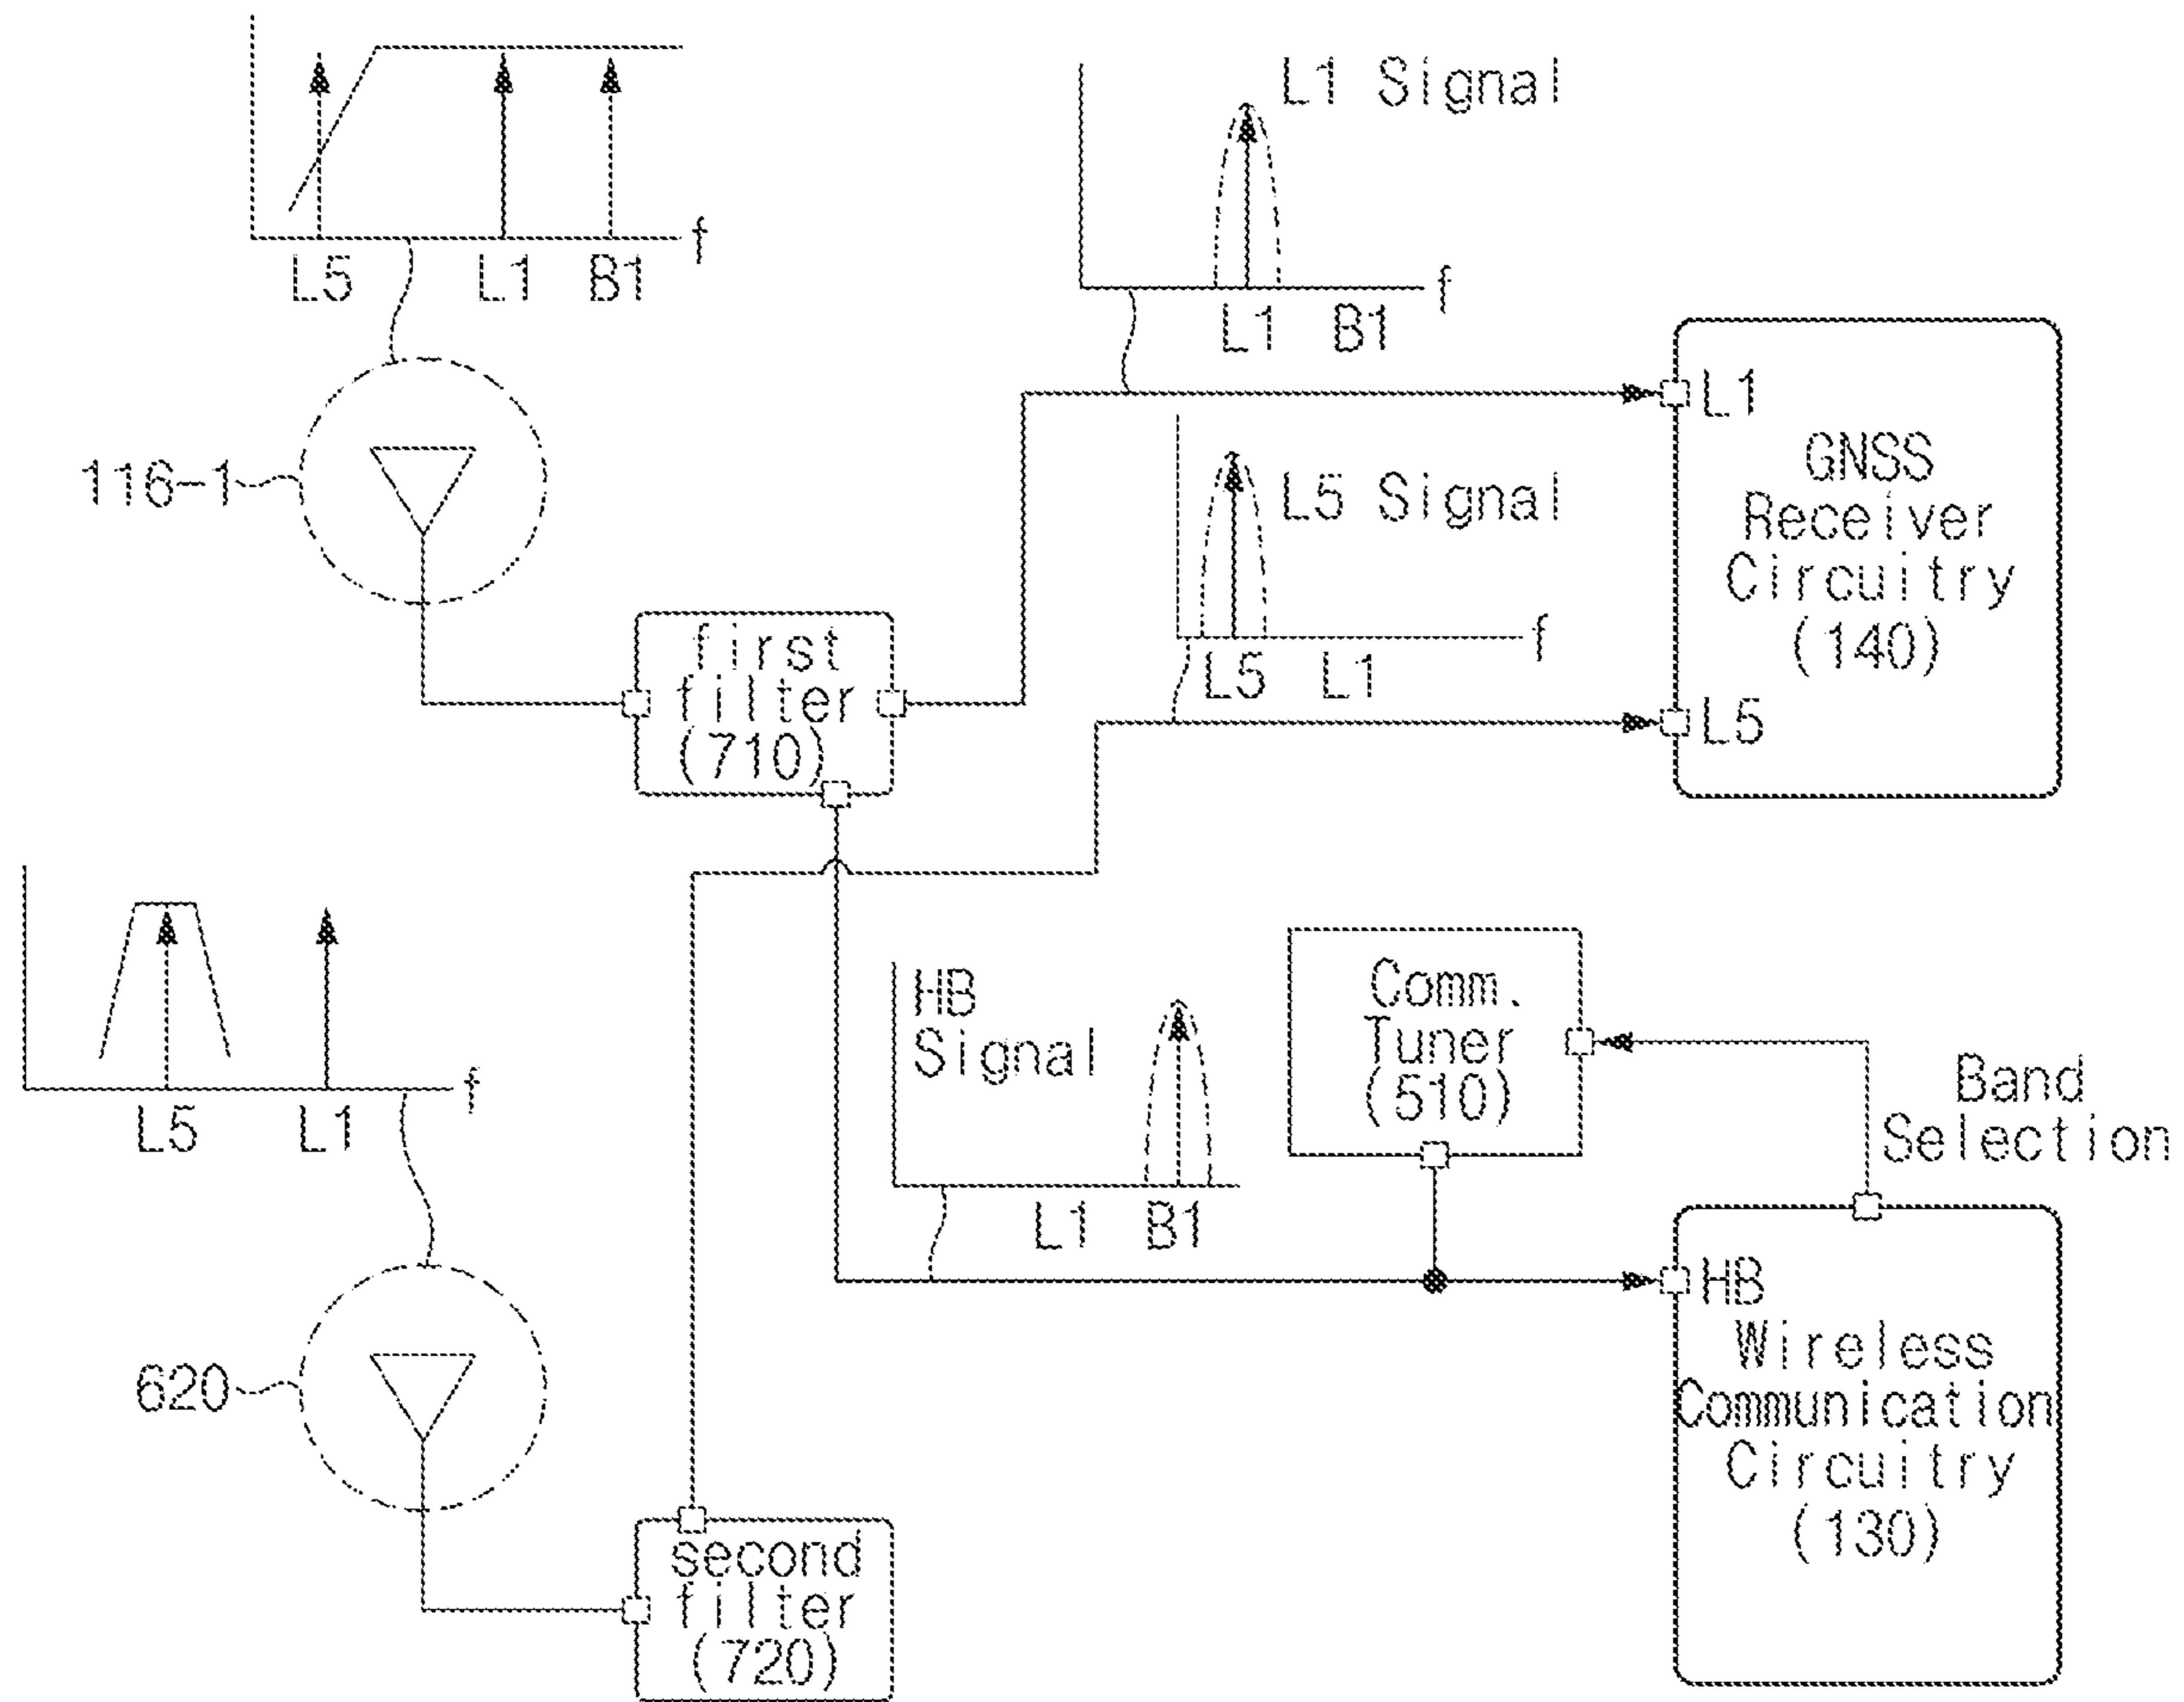 f
L5 L1 B1
116-1
L1 Signal
f
L1 B1
L5 Signal
f
L5 L1
L1
GNSS
Receiver
Circuitry
(140)
L5
first
filter
(710)
f
L5 L1
620
HB
Signal
L1 B1
Comm.
Tuner
(510)
Band
Selection
HB
Wireless
Communication
Circuitry
(130)
second
filter
(720)